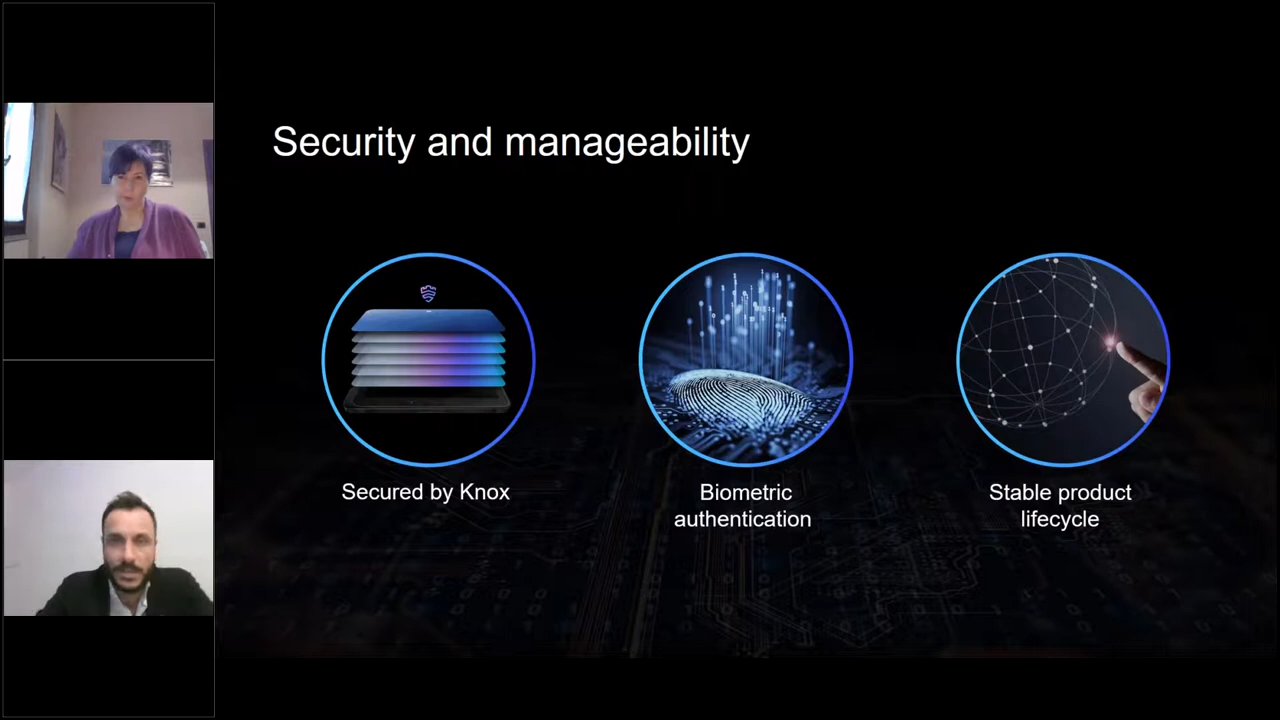 Security and manageability
Secured by Knox
Biometric
authentication
Stable product
lifecycle